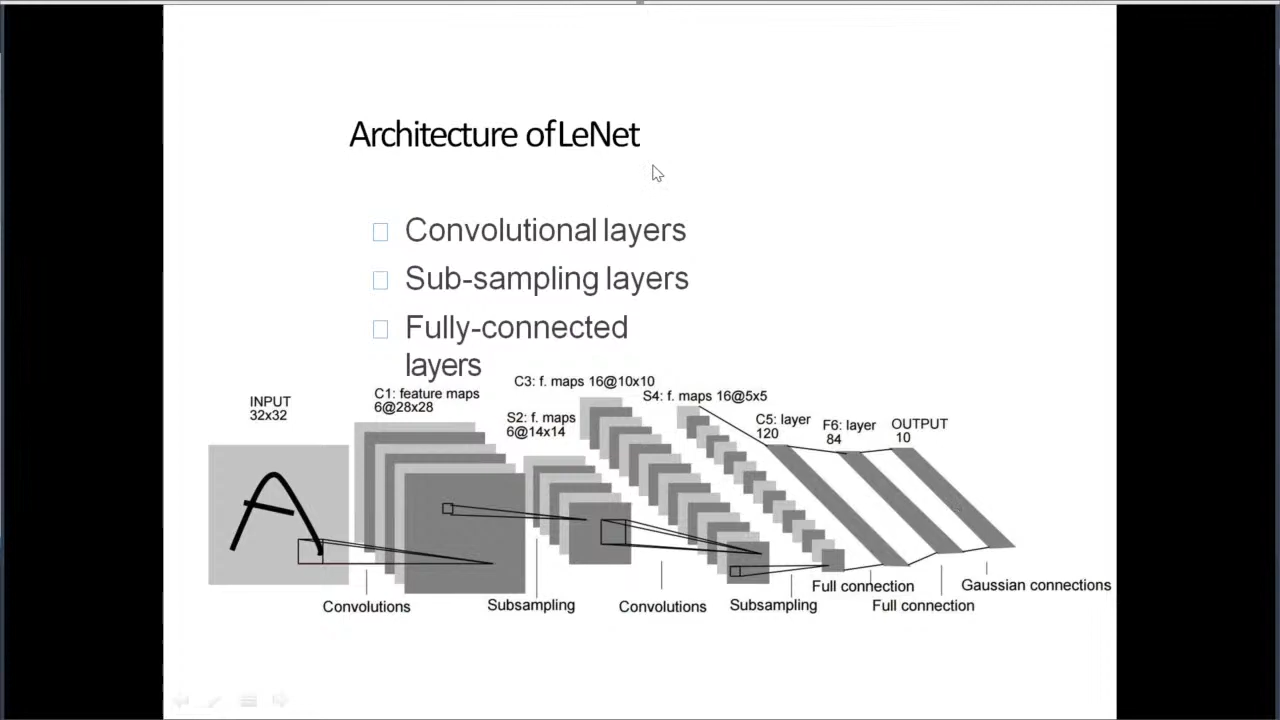 Architecture of LeNet
Convolutional layers
Sub-sampling layers
Fully-connected
layers
INPUT
32x32
C1: feature maps
6@28x28
S2: f. maps
6@14x14
C3: f. maps 16@10x10
S4: f. maps 16@5x5
C5: layer
120
F6: layer
84
OUTPUT
10
A
Convolutions
Subsampling
Convolutions
Subsampling
Full connection
Full connection
Gaussian connections